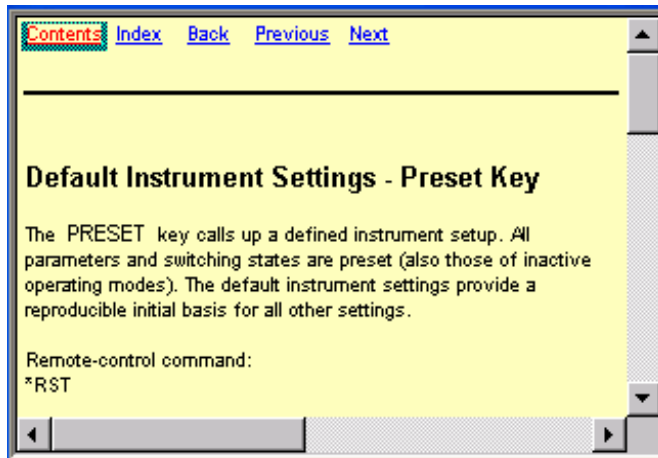 Contents Index Back Previous Next
Default Instrument Settings - Preset Key
The PRESET key calls up a defined instrument setup. All
parameters and switching states are preset (also those of inactive
operating modes). The default instrument settings provide a
reproducible initial basis for all other settings.
Remote-control command:
*RST